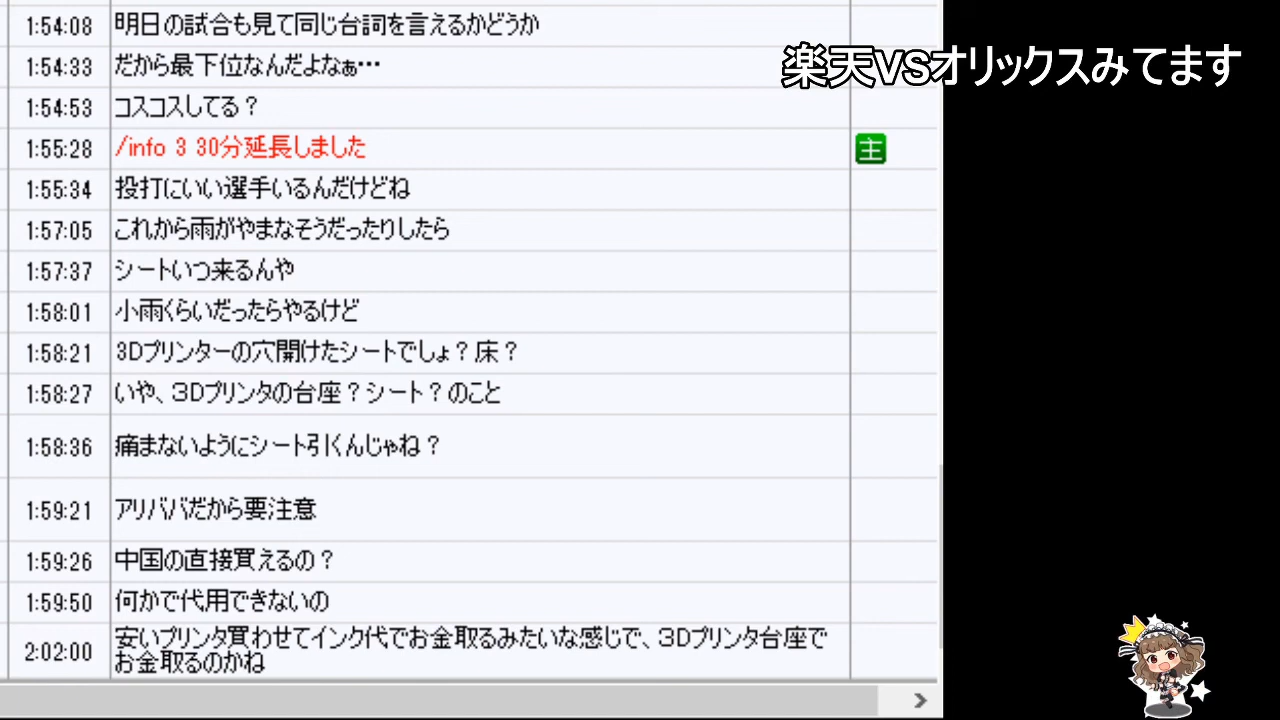 1:54:08 明日の試合も見て同じ台詞を言えるかどうか
楽天VSオリックスみてます
1:54:33 だから最下位なんだよなぁ…
1:54:53 コスコスしてる？
1:55:28 /info 3 30分延長しました 主
1:55:34 投打にいい選手いるんだけどね
1:57:05 これから雨がやまなそうだったりしたら
1:57:37 シートいつ来るんや
1:58:01 小雨くらいだったらやるけど
1:58:21 3Dプリンターの穴開けたシートでしょ？床？
1:58:27 いや、3Dプリンタの台座？シート？のこと
1:58:36 痛まないようにシート引くんじゃね？
1:59:21 アリババだから要注意
1:59:26 中国の直接買えるの？
1:59:50 何かで代用できないの
2:02:00 安いプリンタ買わせてインク代でお金取るみたいな感じで、3Dプリンタ台座で
お金取るのかね